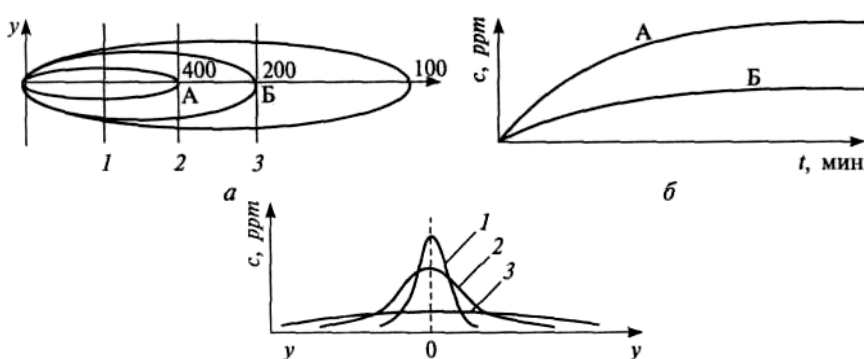 y
400 200 100
А Б
1 2 3
а
c, ppm
А
Б
t, мин
б
c, ppm
1
2
3
y 0 y